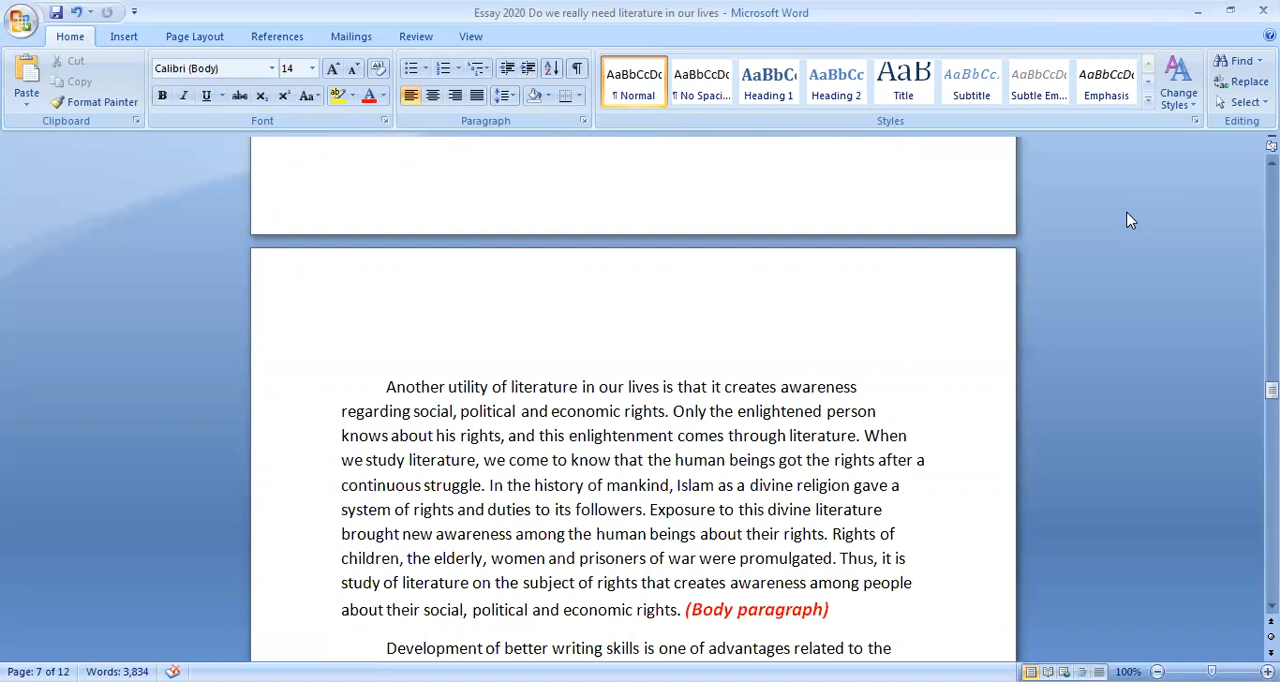 Essay 2020 Do we really need literature in our lives - Microsoft Word
Home Insert Page Layout References Mailings Review View
Paste
Cut
Copy
Format Painter
Clipboard
Calibri (Body) 14
Font
Paragraph
AaBbCcDc AaBbCcDc AaBbC AaBbCc AaB AaBbCc. AaBbCcDc AaBbCcDc
¶ Normal ¶ No Spaci... Heading 1 Heading 2 Title Subtitle Subtle Em... Emphasis
Change
Styles
Styles
Find
Replace
Select
Editing
Another utility of literature in our lives is that it creates awareness
regarding social, political and economic rights. Only the enlightened person
knows about his rights, and this enlightenment comes through literature. When
we study literature, we come to know that the human beings got the rights after a
continuous struggle. In the history of mankind, Islam as a divine religion gave a
system of rights and duties to its followers. Exposure to this divine literature
brought new awareness among the human beings about their rights. Rights of
children, the elderly, women and prisoners of war were promulgated. Thus, it is
study of literature on the subject of rights that creates awareness among people
about their social, political and economic rights. (Body paragraph)
Development of better writing skills is one of advantages related to the
Page: 7 of 12 Words: 3,834 100%